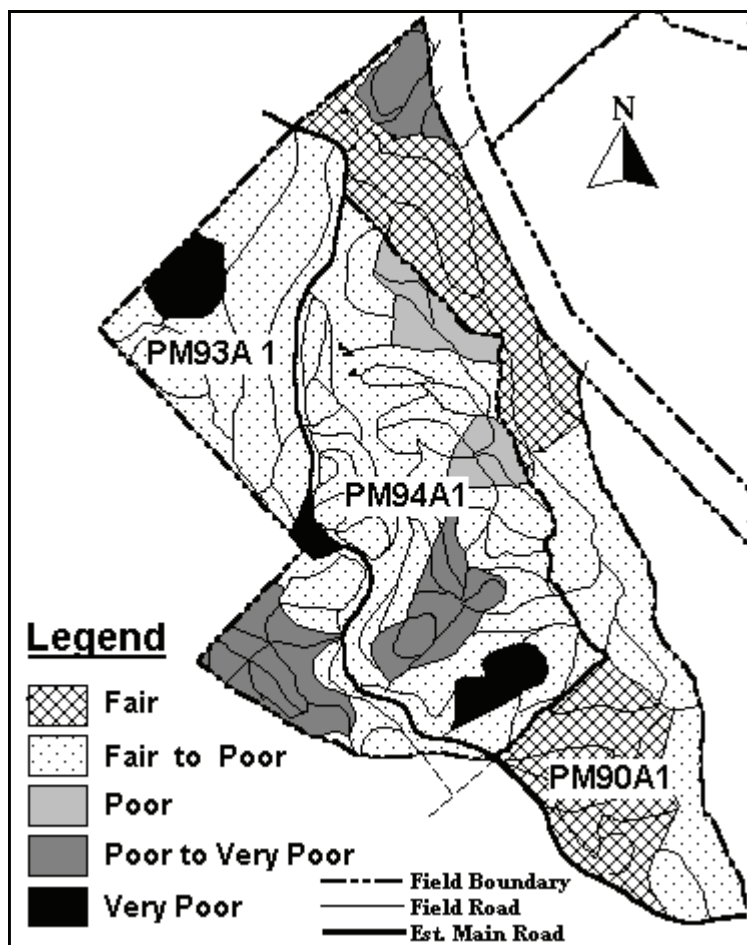 N
PM93A 1
PM94A1
Legend
Fair
Fair to Poor
Poor
Poor to Very Poor
Very Poor
PM90A1
Field Boundary
Field Road
Est. Main Road